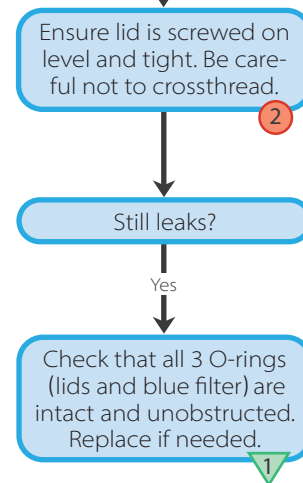 Ensure lid is screwed on
level and tight. Be care-
ful not to crossthread.
2
Still leaks?
Yes
Check that all 3 O-rings
(lids and blue filter) are
intact and unobstructed.
Replace if needed.
1